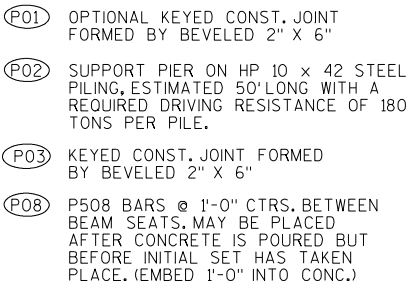 P01 OPTIONAL KEYED CONST. JOINT
FORMED BY BEVELED 2" X 6"
P02 SUPPORT PIER ON HP 10 x 42 STEEL
PILING, ESTIMATED 50' LONG WITH A
REQUIRED DRIVING RESISTANCE OF 180
TONS PER PILE.
P03 KEYED CONST. JOINT FORMED
BY BEVELED 2" X 6"
P08 P508 BARS @ 1'-0" CTRS. BETWEEN
BEAM SEATS. MAY BE PLACED
AFTER CONCRETE IS POURED BUT
BEFORE INITIAL SET HAS TAKEN
PLACE. (EMBED 1'-0" INTO CONC.)